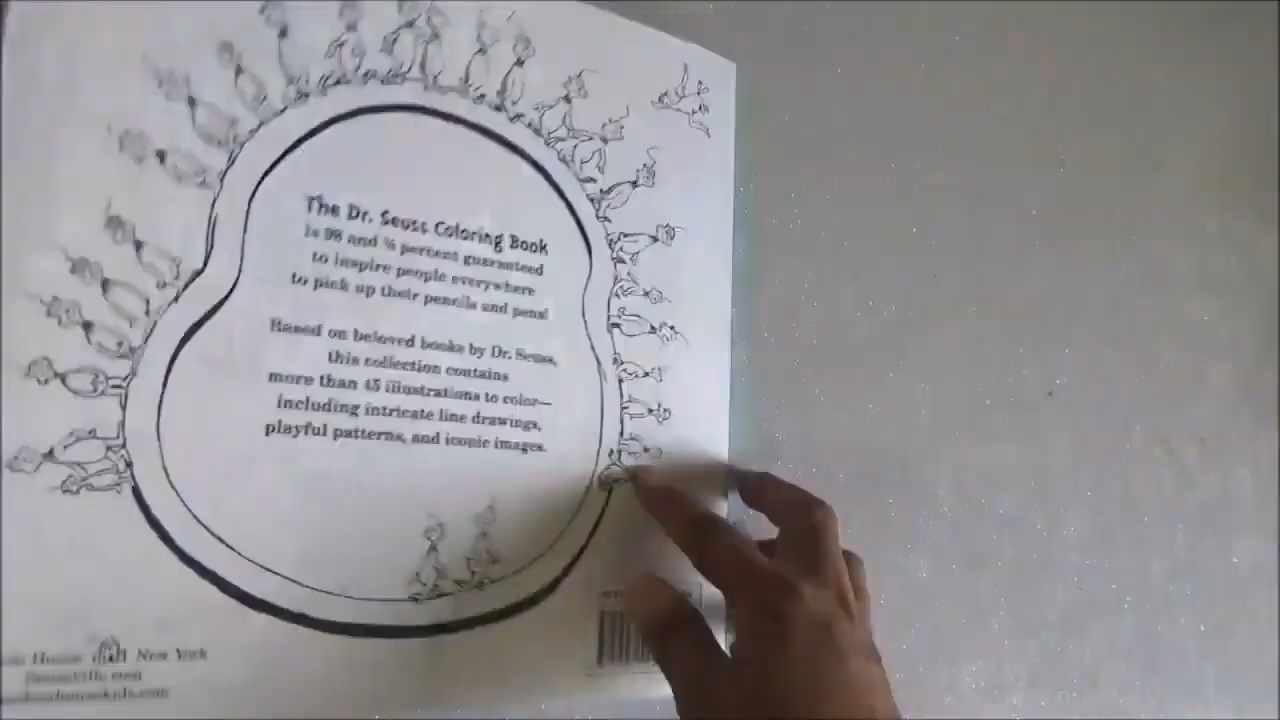 The Dr. Seuss Coloring Book
is 98 and ¾ percent guaranteed
to inspire people everywhere
to pick up their pencils and pens!
Based on beloved books by Dr. Seuss,
this collection contains
more than 45 illustrations to color—
including intricate line drawings,
playful patterns, and iconic images.
House New York